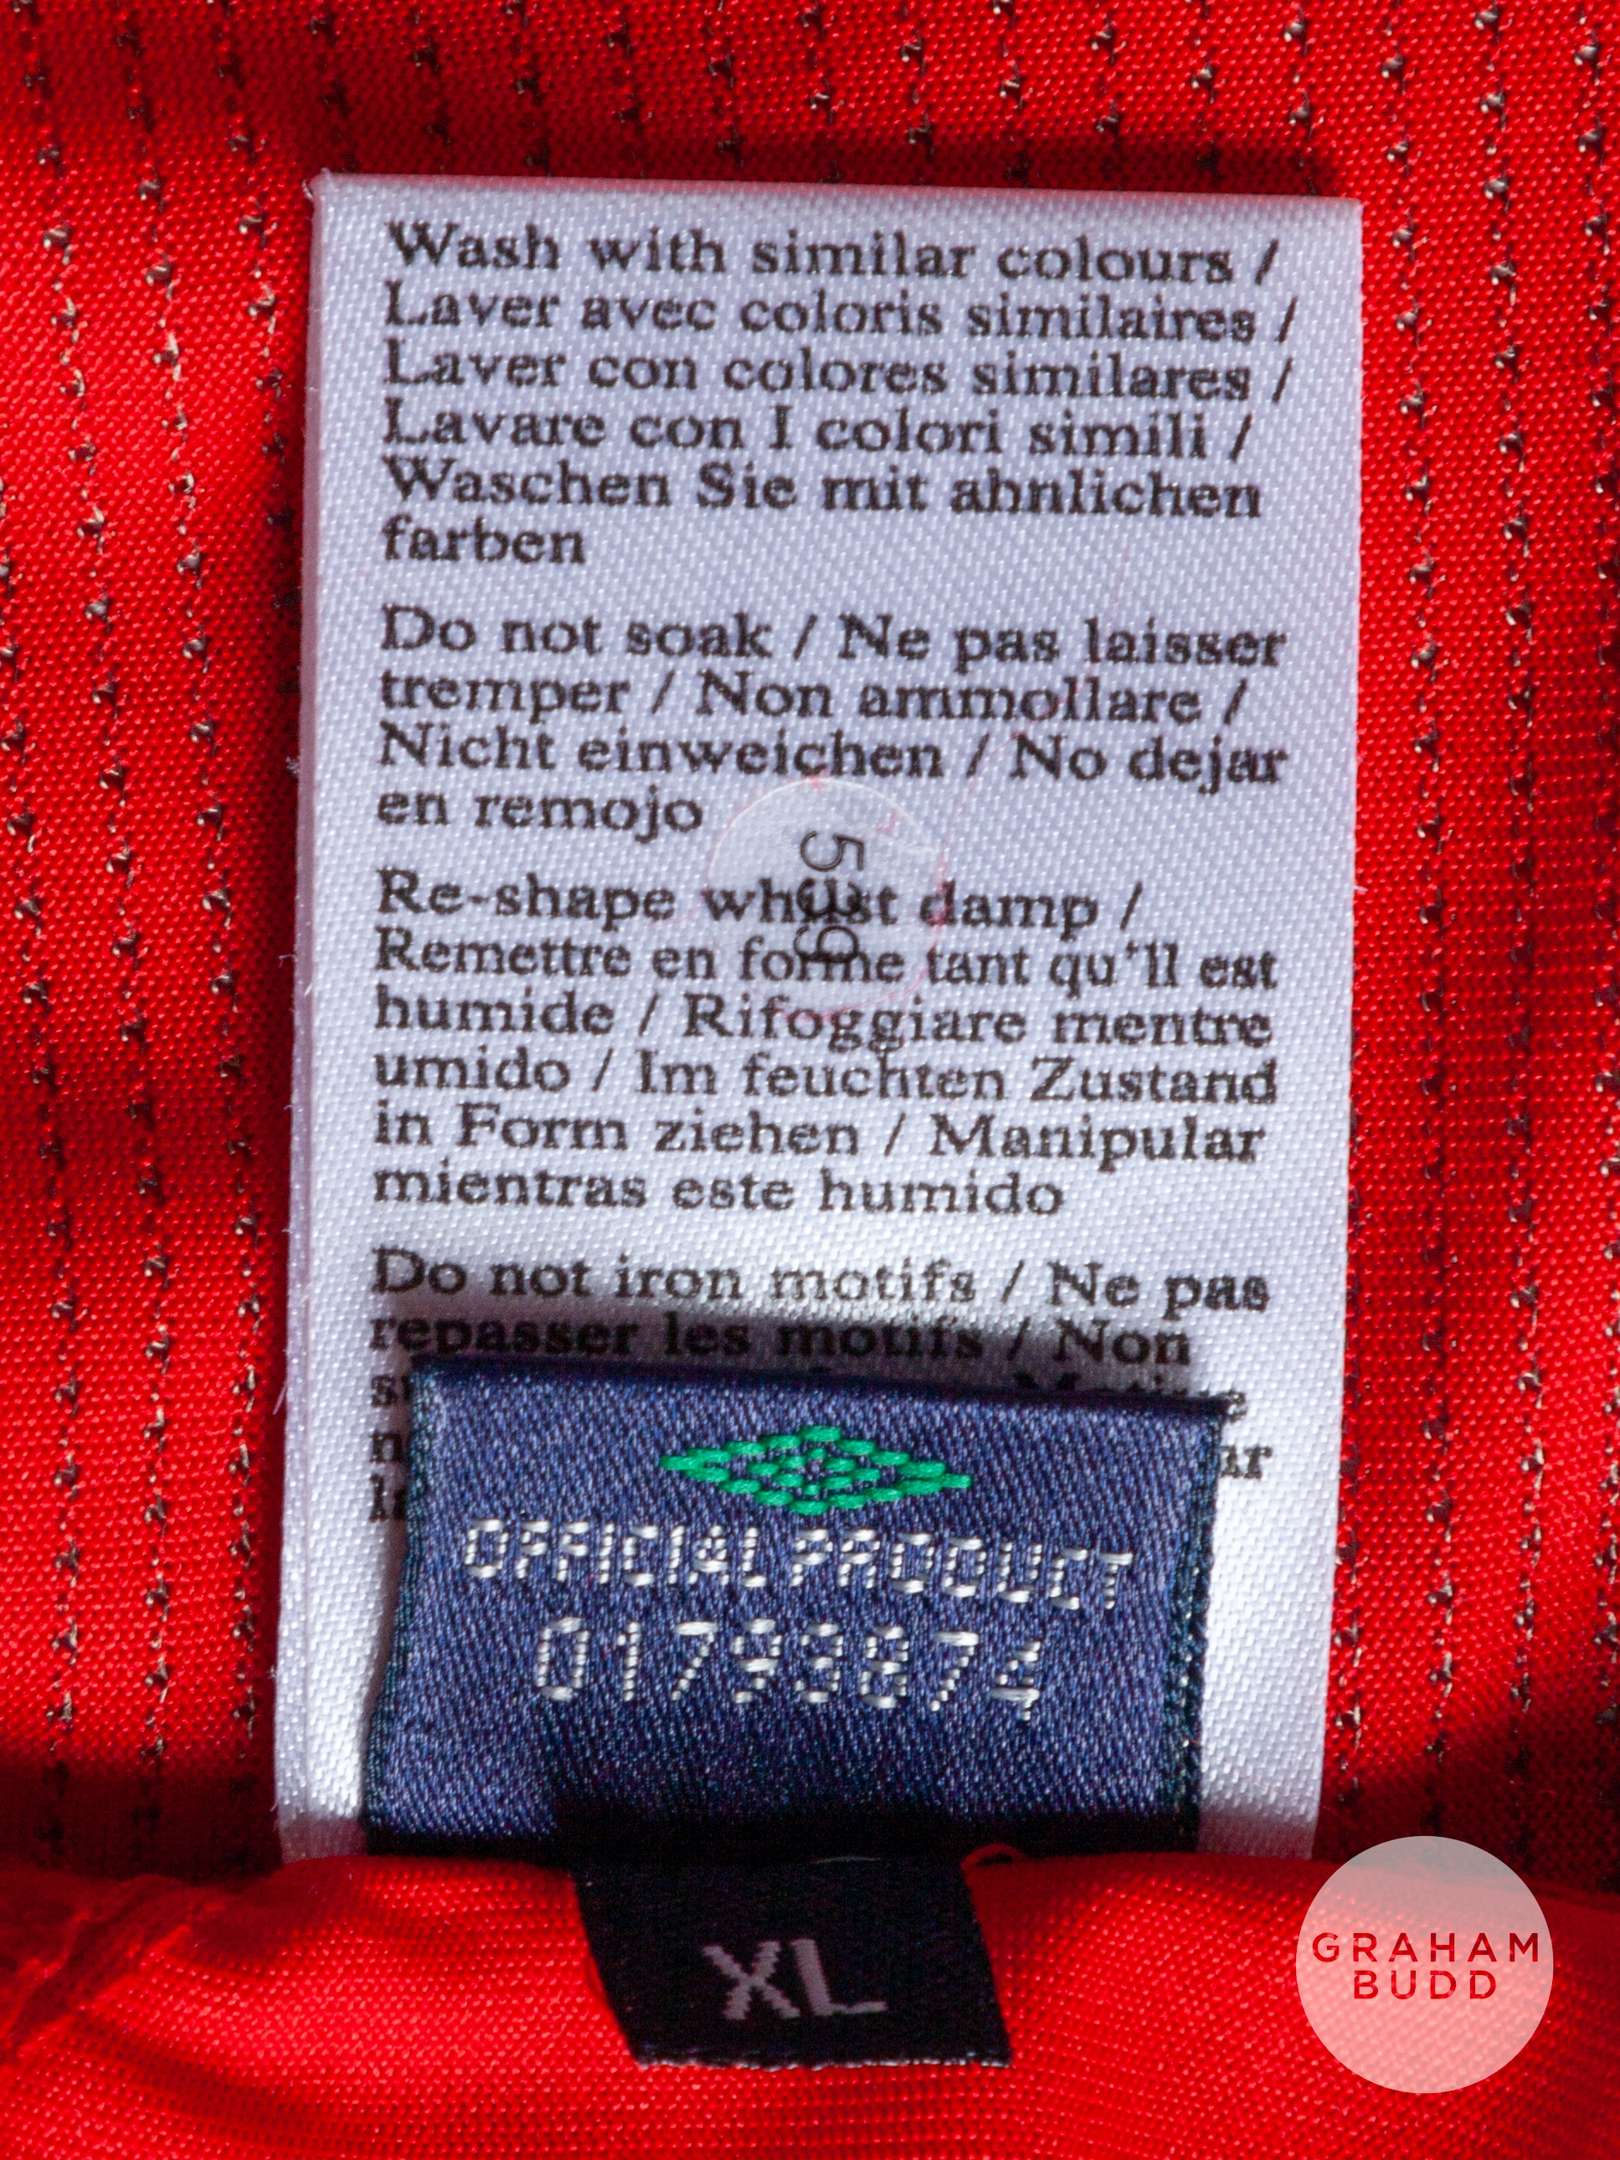 Wash with similar colours /
Laver avec coloris similaires /
Laver con colores similares /
Lavare con I colori simili /
Waschen Sie mit ahnlichen
farben
Do not soak / Ne pas laisser
tremper / Non ammollare /
Nicht einweichen / No dejar
en remojo
Re-shape whilst damp /
Remettre en forme tant qu'll est
humide / Rifoggiare mentre
umido / Im feuchten Zustand
in Form ziehen / Manipular
mientras este humido
Do not iron motifs / Ne pas
repasser les motifs / Non
OFFICIAL PRODUCT
01793874
XL
GRAHAM
BUDD